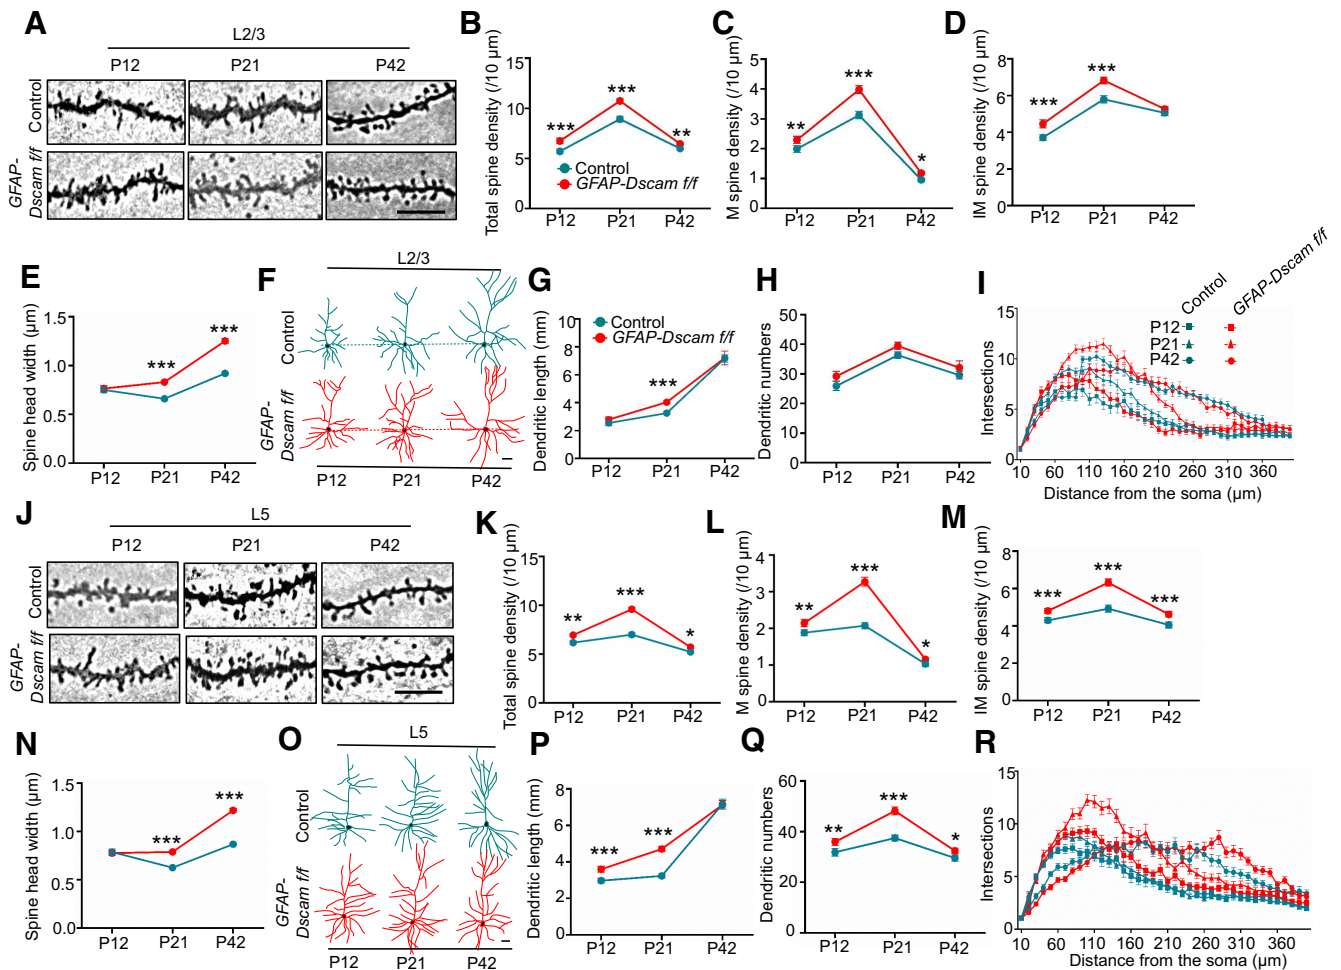 A
L2/3
P12 P21 P42
Control
GFAP-
Dscam f/f
B
Total spine density (/10 µm)
15
10
5
0
*** *** **
Control
GFAP-Dscam f/f
P12 P21 P42
C
M spine density (/10 µm)
5
4
3
2
1
0
** *** *
P12 P21 P42
D
IM spine density (/10 µm)
8
6
4
2
0
*** ***
P12 P21 P42
E
Spine head width (µm)
1.5
1.0
0.5
0.0
*** ***
P12 P21 P42
F
L2/3
Control
GFAP-
Dscam f/f
P12 P21 P42
G
Dendritic length (mm)
10
8
6
4
2
0
Control
GFAP-Dscam f/f
***
P12 P21 P42
H
Dendritic numbers
50
40
30
20
10
0
P12 P21 P42
I
Control
GFAP-Dscam f/f
P12
P21
P42
Intersections
15
10
5
0
10 60 110 160 210 260 310 360
Distance from the soma (µm)
J
L5
P12 P21 P42
Control
GFAP-
Dscam f/f
K
Total spine density (/10 µm)
15
10
5
0
** *** *
P12 P21 P42
L
M spine density (/10 µm)
4
3
2
1
0
** *** *
P12 P21 P42
M
IM spine density (/10 µm)
8
6
4
2
0
*** *** ***
P12 P21 P42
N
Spine head width (µm)
1.5
1.0
0.5
0.0
*** ***
P12 P21 P42
O
L5
Control
GFAP-
Dscam f/f
P12 P21 P42
P
Dendritic length (mm)
8
6
4
2
0
*** ***
P12 P21 P42
Q
Dendritic numbers
60
40
20
0
** *** *
P12 P21 P42
R
Intersections
15
10
5
0
10 60 110 160 210 260 310 360
Distance from the soma (µm)